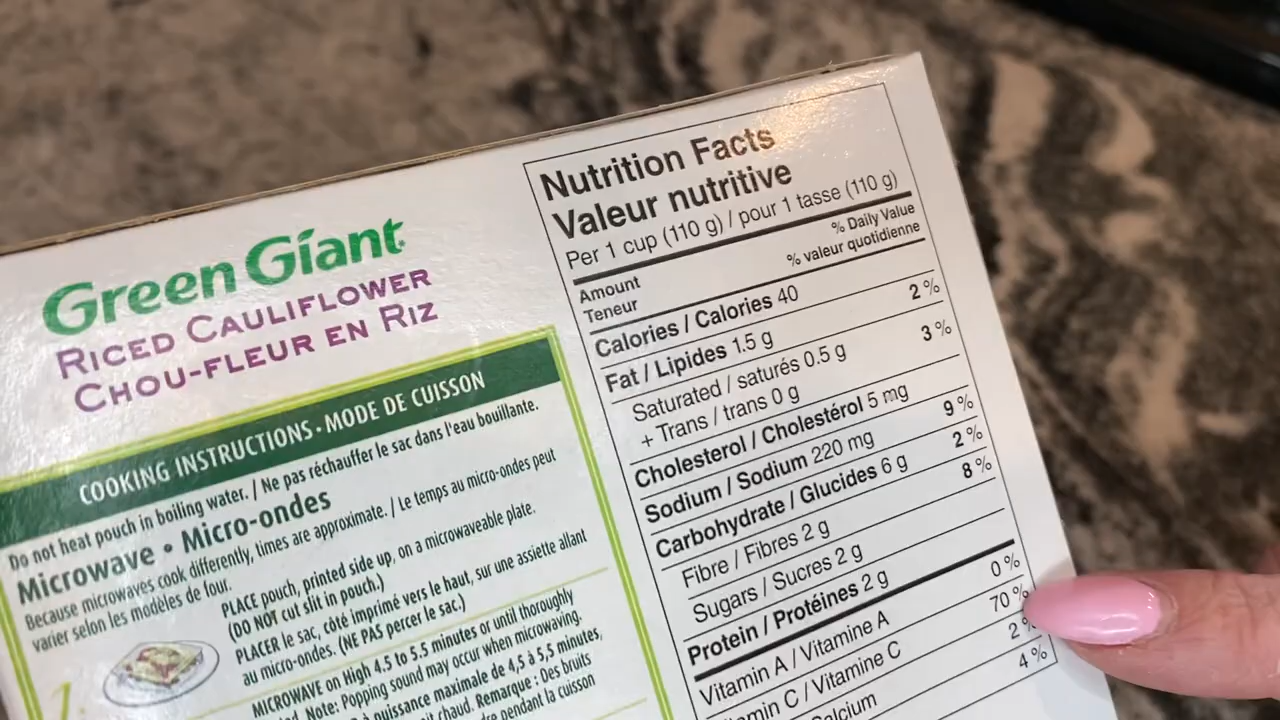 Green Giant
RICED CAULIFLOWER
CHOU-FLEUR EN RIZ
COOKING INSTRUCTIONS • MODE DE CUISSON
Do not heat pouch in boiling water. / Ne pas réchauffer le sac dans l'eau bouillante.
Microwave • Micro-ondes
Because microwaves cook differently, times are approximate. / Le temps au micro-ondes peut
varier selon les modèles de four.
PLACE pouch, printed side up, on a microwaveable plate.
(DO NOT cut slit in pouch.)
PLACER le sac, côté imprimé vers le haut, sur une assiette allant
au micro-ondes. (NE PAS percer le sac.)
MICROWAVE on High 4.5 to 5.5 minutes or until thoroughly
Note: Popping sound may occur when microwaving.
puissance maximale de 4,5 à 5,5 minutes,
chaud. Remarque : Des bruits
pendant la cuisson
Nutrition Facts
Valeur nutritive
Per 1 cup (110 g) / pour 1 tasse (110 g)
Amount
Teneur
% Daily Value
% valeur quotidienne
Calories / Calories 40
Fat / Lipides 1.5 g 2 %
Saturated / saturés 0.5 g
+ Trans / trans 0 g 3 %
Cholesterol / Cholestérol 5 mg
Sodium / Sodium 220 mg 9 %
Carbohydrate / Glucides 6 g 2 %
Fibre / Fibres 2 g 8 %
Sugars / Sucres 2 g
Protein / Protéines 2 g
Vitamin A / Vitamine A 0 %
C / Vitamine C 70 %
2 %
4 %